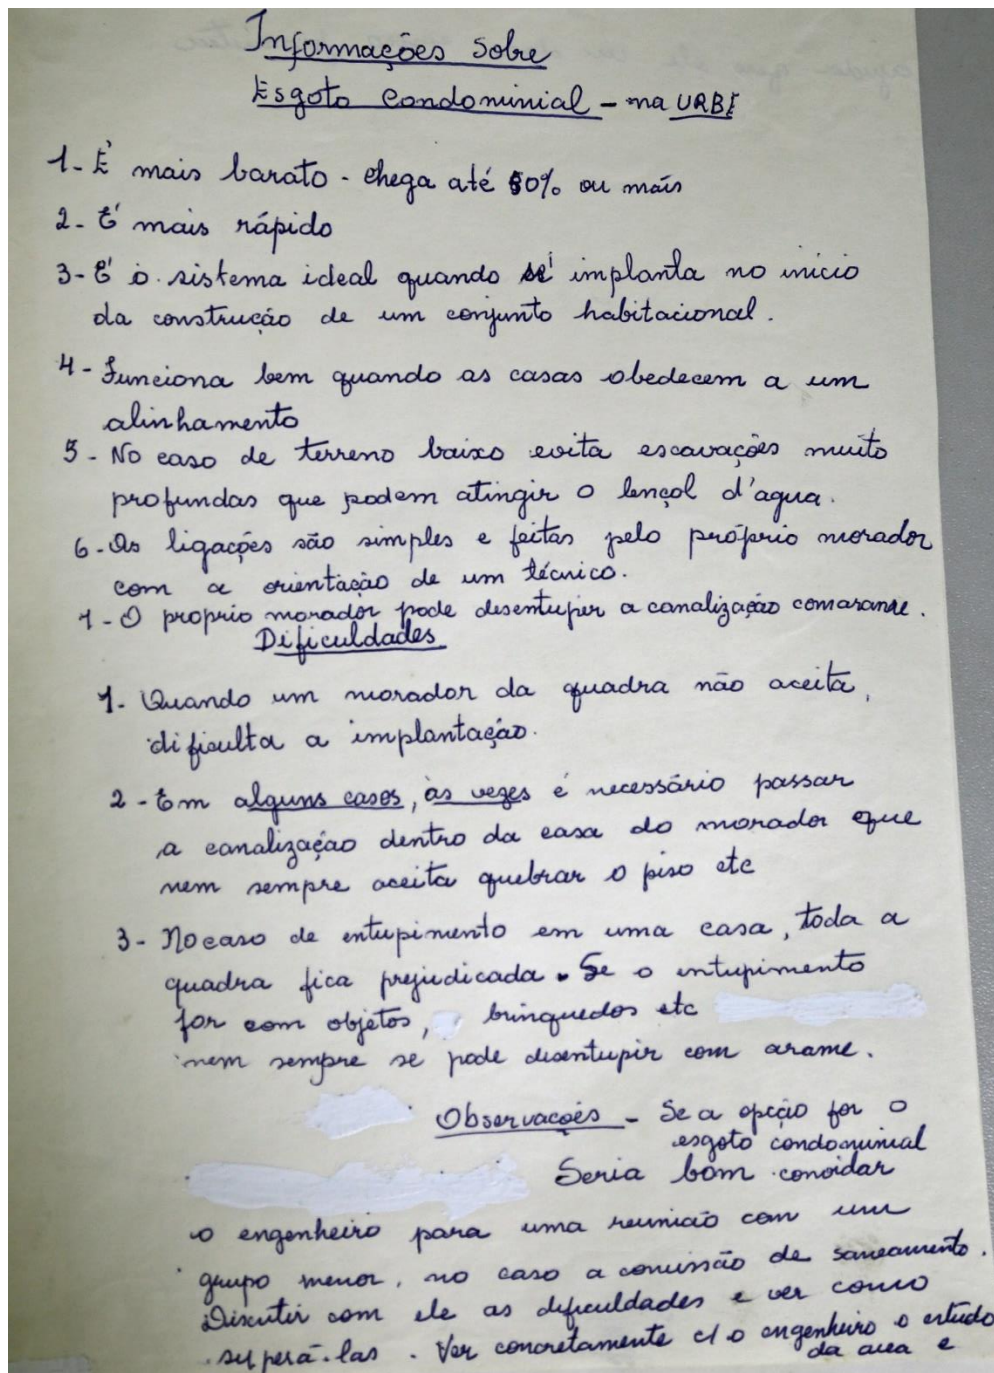 Informações Sobre
Esgoto Condominial - na URBE
1- É mais barato - chega até 50% ou mais
2- É mais rápido
3- É o sistema ideal quando se implanta no inicio
da construção de um conjunto habitacional.
4- Funciona bem quando as casas obedecem a um
alinhamento
5- No caso de terreno baixo evita escavações muito
profundas que podem atingir o lençol d'agua.
6- As ligações são simples e feitas pelo próprio morador
com a orientação de um técnico.
7- O proprio morador pode desentupir a canalização com arame.
Dificuldades
1- Quando um morador da quadra não aceita,
dificulta a implantação.
2- Em alguns casos, às vezes é necessário passar
a canalização dentro da casa do morador que
nem sempre aceita quebrar o piso etc
3- No caso de entupimento em uma casa, toda a
quadra fica prejudicada. Se o entupimento
for com objetos, brinquedos etc
nem sempre se pode desentupir com arame.
Observações - Se a opção for o
esgoto condominial
Seria bom convidar
o engenheiro para uma reunião com um
grupo menor, no caso a comissão de saneamento.
Discutir com ele as dificuldades e ver como
superá-las. Ver concretamente c/ o engenheiro o estudo
da area e